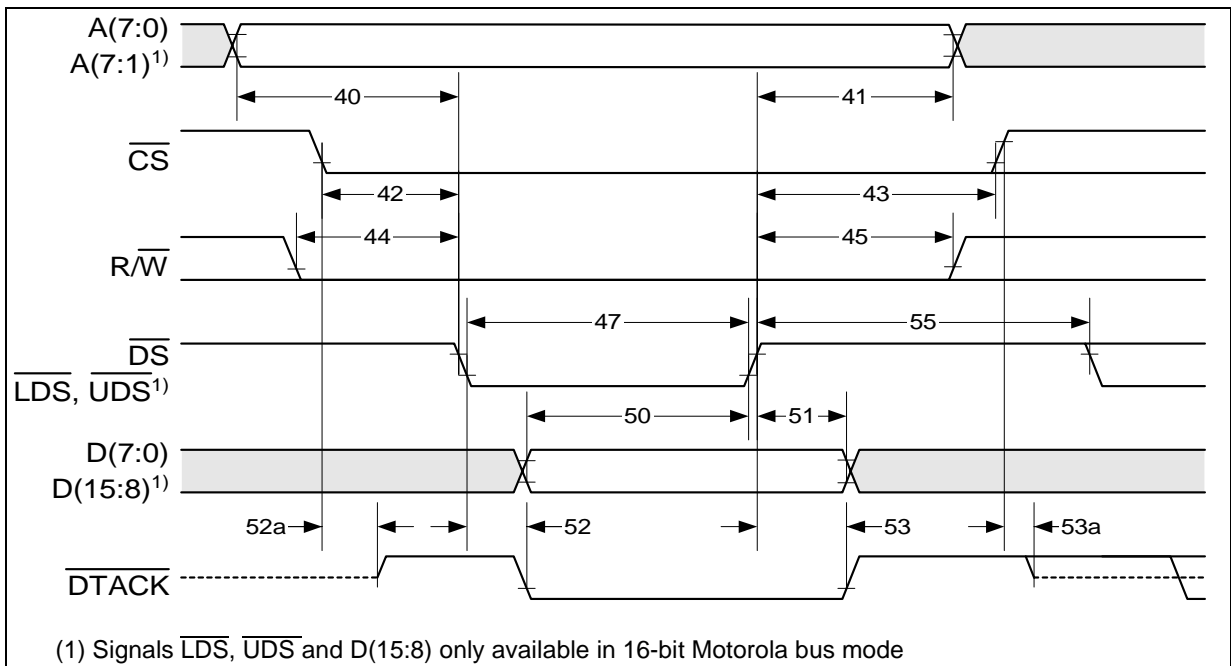 A(7:0)
A(7:1)1)
40
41
CS
42
43
44
45
R/W
47
55
DS
LDS, UDS1)
50
51
D(7:0)
D(15:8)1)
52a
52
53
53a
DTACK
(1) Signals LDS, UDS and D(15:8) only available in 16-bit Motorola bus mode